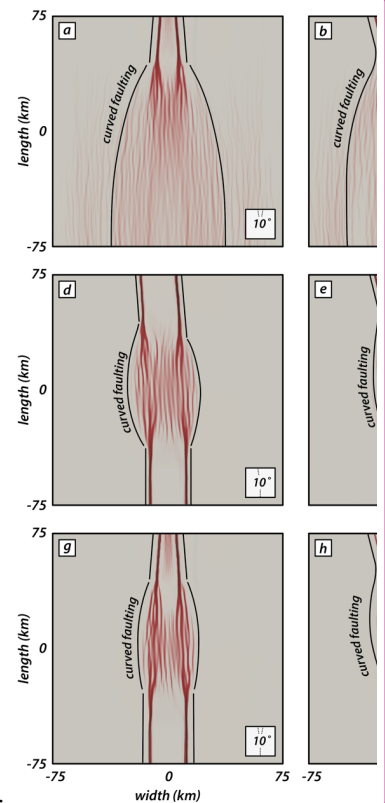 75
a
b
curved faulting
curved faulting
0
length (km)
10°
-75
75
d
e
curved faulting
curved faulting
0
length (km)
10°
-75
75
g
h
curved faulting
curved faulting
0
length (km)
10°
-75
-75 0 75 -75
width (km)